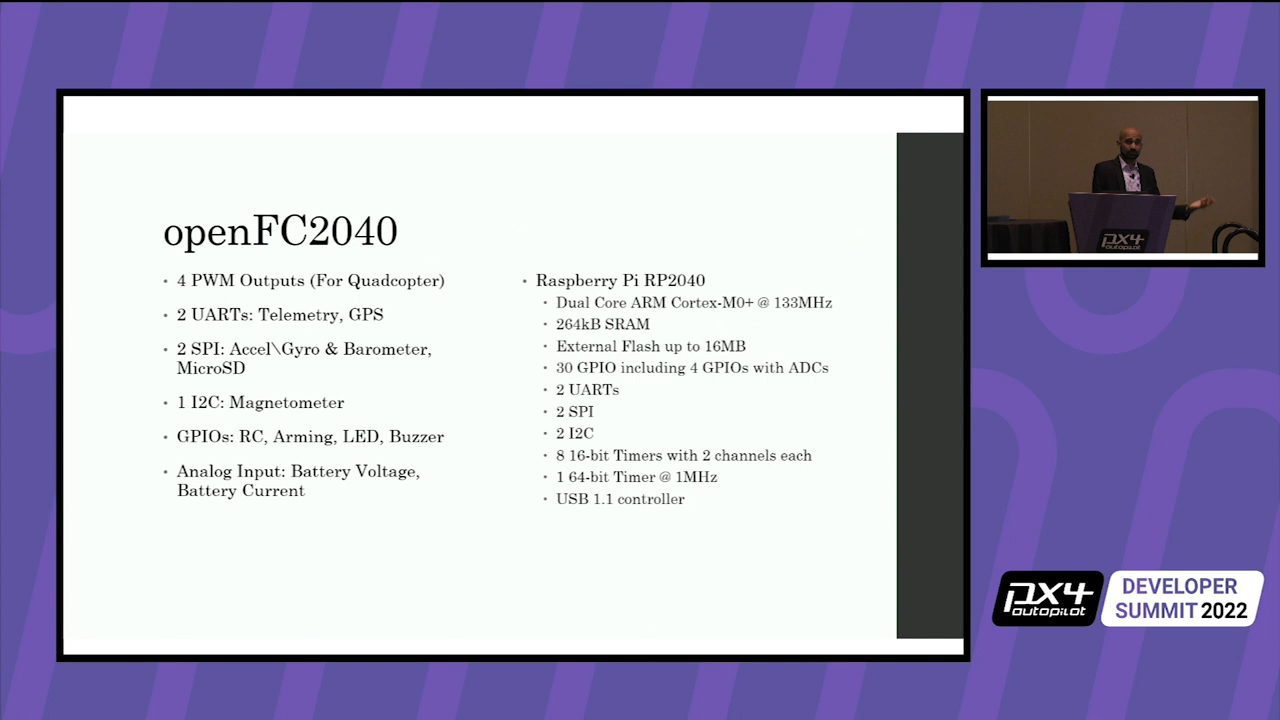 openFC2040
• 4 PWM Outputs (For Quadcopter)
• 2 UARTs: Telemetry, GPS
• 2 SPI: Accel\Gyro & Barometer,
MicroSD
• 1 I2C: Magnetometer
• GPIOs: RC, Arming, LED, Buzzer
• Analog Input: Battery Voltage,
Battery Current
• Raspberry Pi RP2040
• Dual Core ARM Cortex-M0+ @ 133MHz
• 264kB SRAM
• External Flash up to 16MB
• 30 GPIO including 4 GPIOs with ADCs
• 2 UARTs
• 2 SPI
• 2 I2C
• 8 16-bit Timers with 2 channels each
• 1 64-bit Timer @ 1MHz
• USB 1.1 controller
px4
autopilot
px4
autopilot
DEVELOPER
SUMMIT 2022